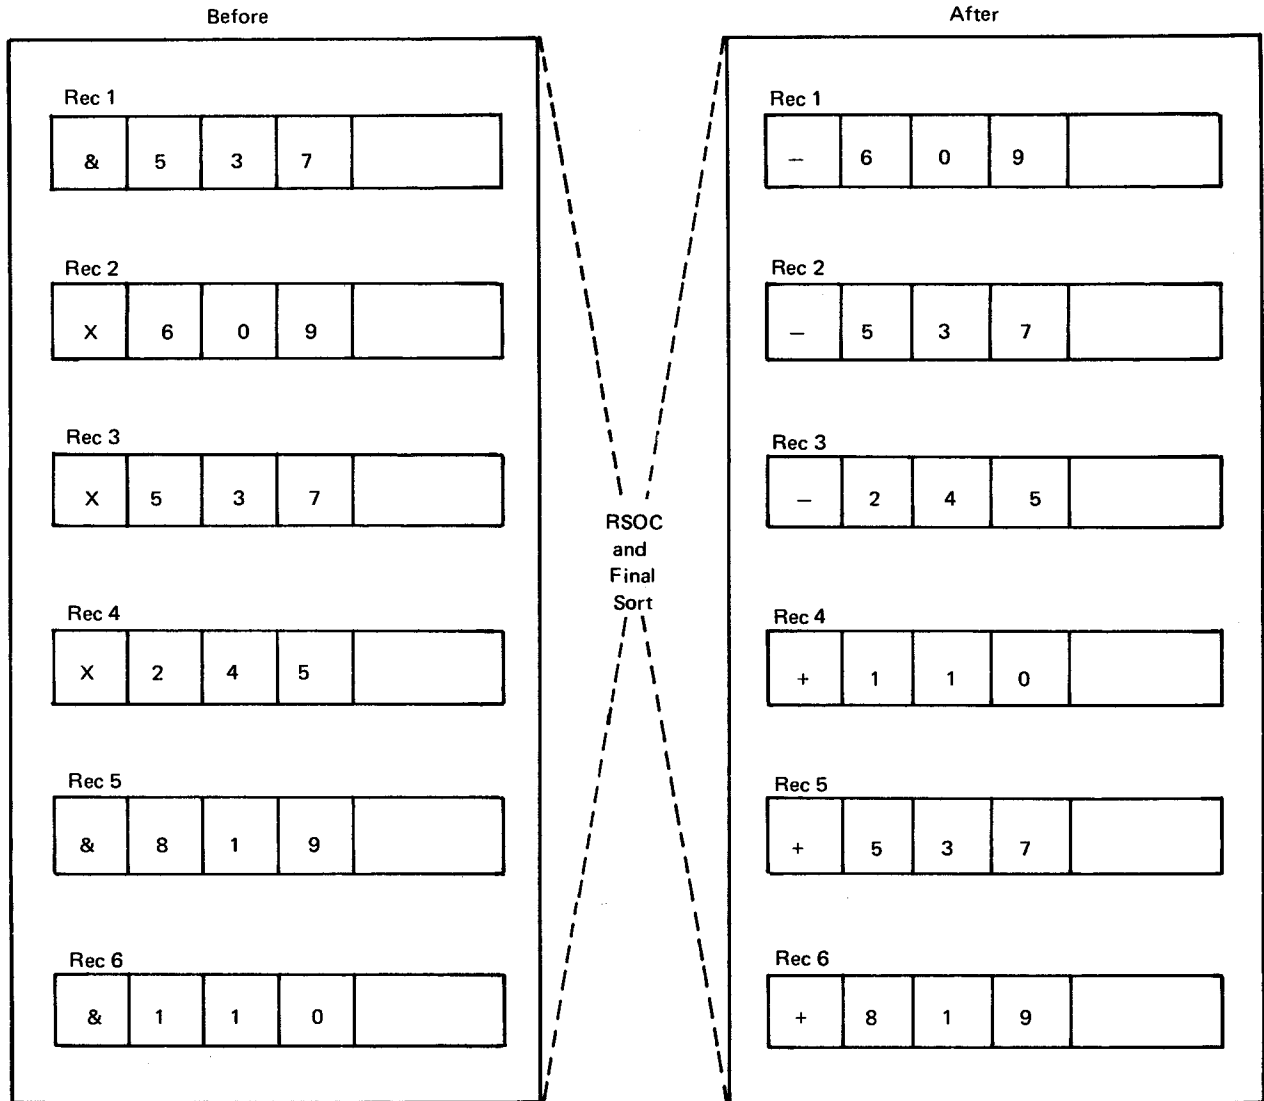 Before
Rec 1
& 5 3 7
Rec 2
X 6 0 9
Rec 3
X 5 3 7
Rec 4
X 2 4 5
Rec 5
& 8 1 9
Rec 6
& 1 1 0
RSOC
and
Final
Sort
After
Rec 1
− 6 0 9
Rec 2
− 5 3 7
Rec 3
− 2 4 5
Rec 4
+ 1 1 0
Rec 5
+ 5 3 7
Rec 6
+ 8 1 9